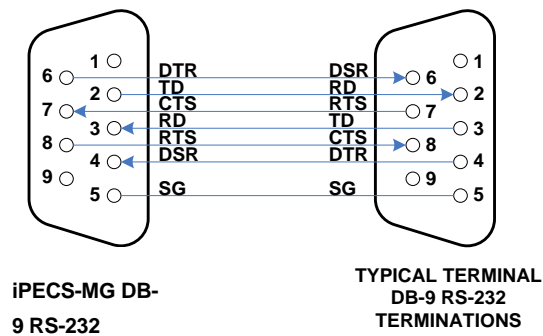 1 1
6 DTR DSR 6
2 TD RD 2
7 CTS RTS 7
3 RD TD 3
8 RTS CTS 8
4 DSR DTR 4
9 9
5 SG SG 5
iPECS-MG DB-
9 RS-232
TYPICAL TERMINAL
DB-9 RS-232
TERMINATIONS